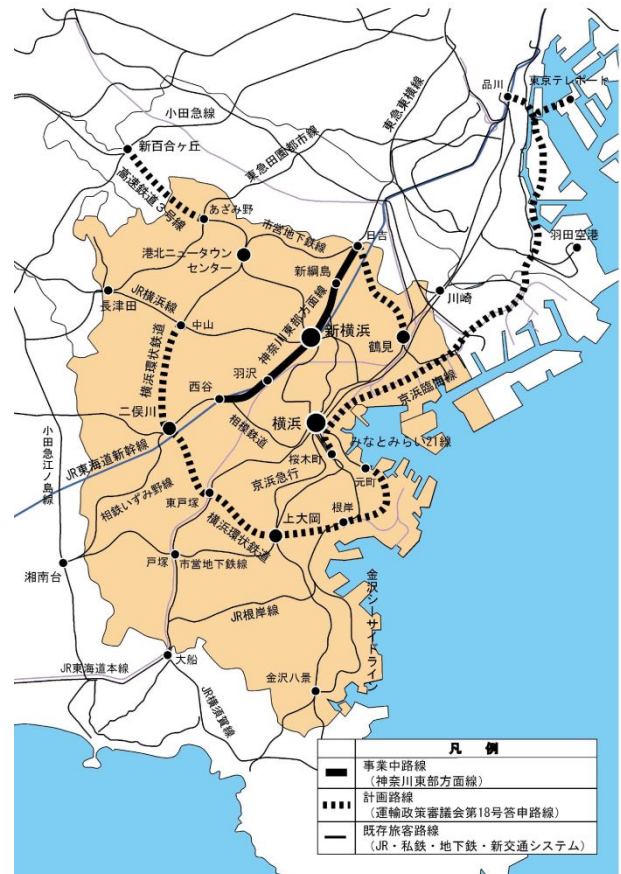 品川
東京テレポート
小田急線
東急東横線
新百合ヶ丘
東急田園都市線
高速鉄道3号線
あざみ野
市営地下鉄線
日吉
羽田空港
港北ニュータウン
センター
新綱島
神奈川東部方面線
長津田
JR横浜線
中山
川崎
新横浜
鶴見
横浜環状鉄道
羽沢
西谷
京浜臨海線
二俣川
相模鉄道
横浜
みなとみらい21線
小田急江ノ島線
JR東海道新幹線
桜木町
京浜急行
元町
相鉄いずみ野線
東戸塚
根岸
横浜環状鉄道
上大岡
戸塚
市営地下鉄線
湘南台
金沢シーサイドライン
JR根岸線
大船
JR東海道本線
金沢八景
JR横須賀線
凡 例
事業中路線
(神奈川東部方面線)
計画路線
(運輸政策審議会第18号答申路線)
既存旅客路線
(JR・私鉄・地下鉄・新交通システム)